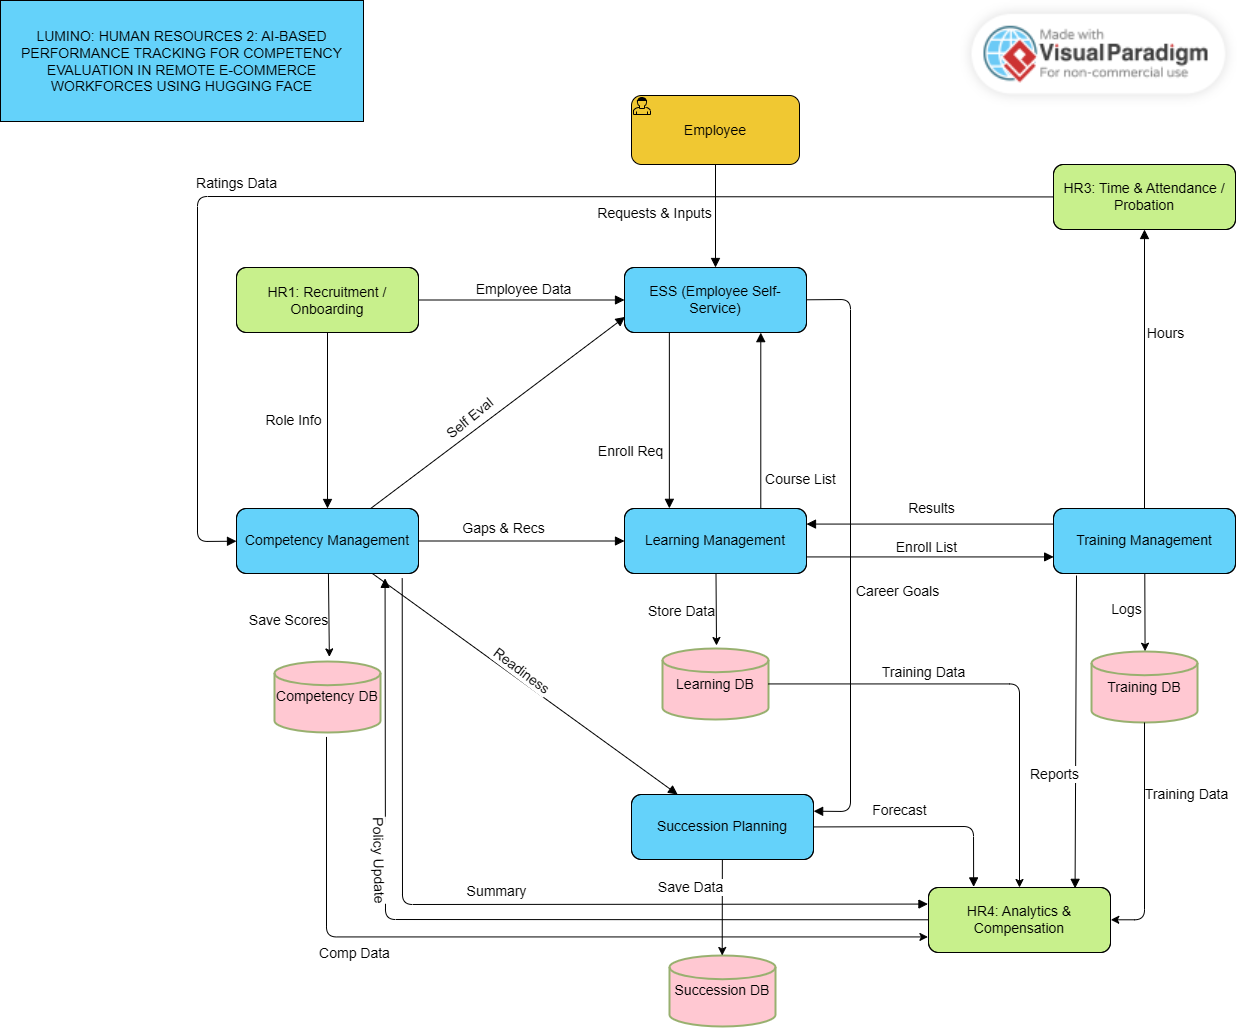 LUMINO: HUMAN RESOURCES 2: AI-BASED
PERFORMANCE TRACKING FOR COMPETENCY
EVALUATION IN REMOTE E-COMMERCE
WORKFORCES USING HUGGING FACE
Made with
VisualParadigm
For non-commercial use
Employee
Ratings Data
HR3: Time & Attendance /
Probation
Requests & Inputs
HR1: Recruitment /
Onboarding
Employee Data
ESS (Employee Self-
Service)
Hours
Role Info
Self Eval
Enroll Req
Course List
Competency Management
Gaps & Recs
Learning Management
Results
Enroll List
Training Management
Career Goals
Save Scores
Store Data
Logs
Competency DB
Readiness
Learning DB
Training Data
Training DB
Reports
Training Data
Succession Planning
Forecast
Policy Update
Summary
Save Data
HR4: Analytics &
Compensation
Comp Data
Succession DB